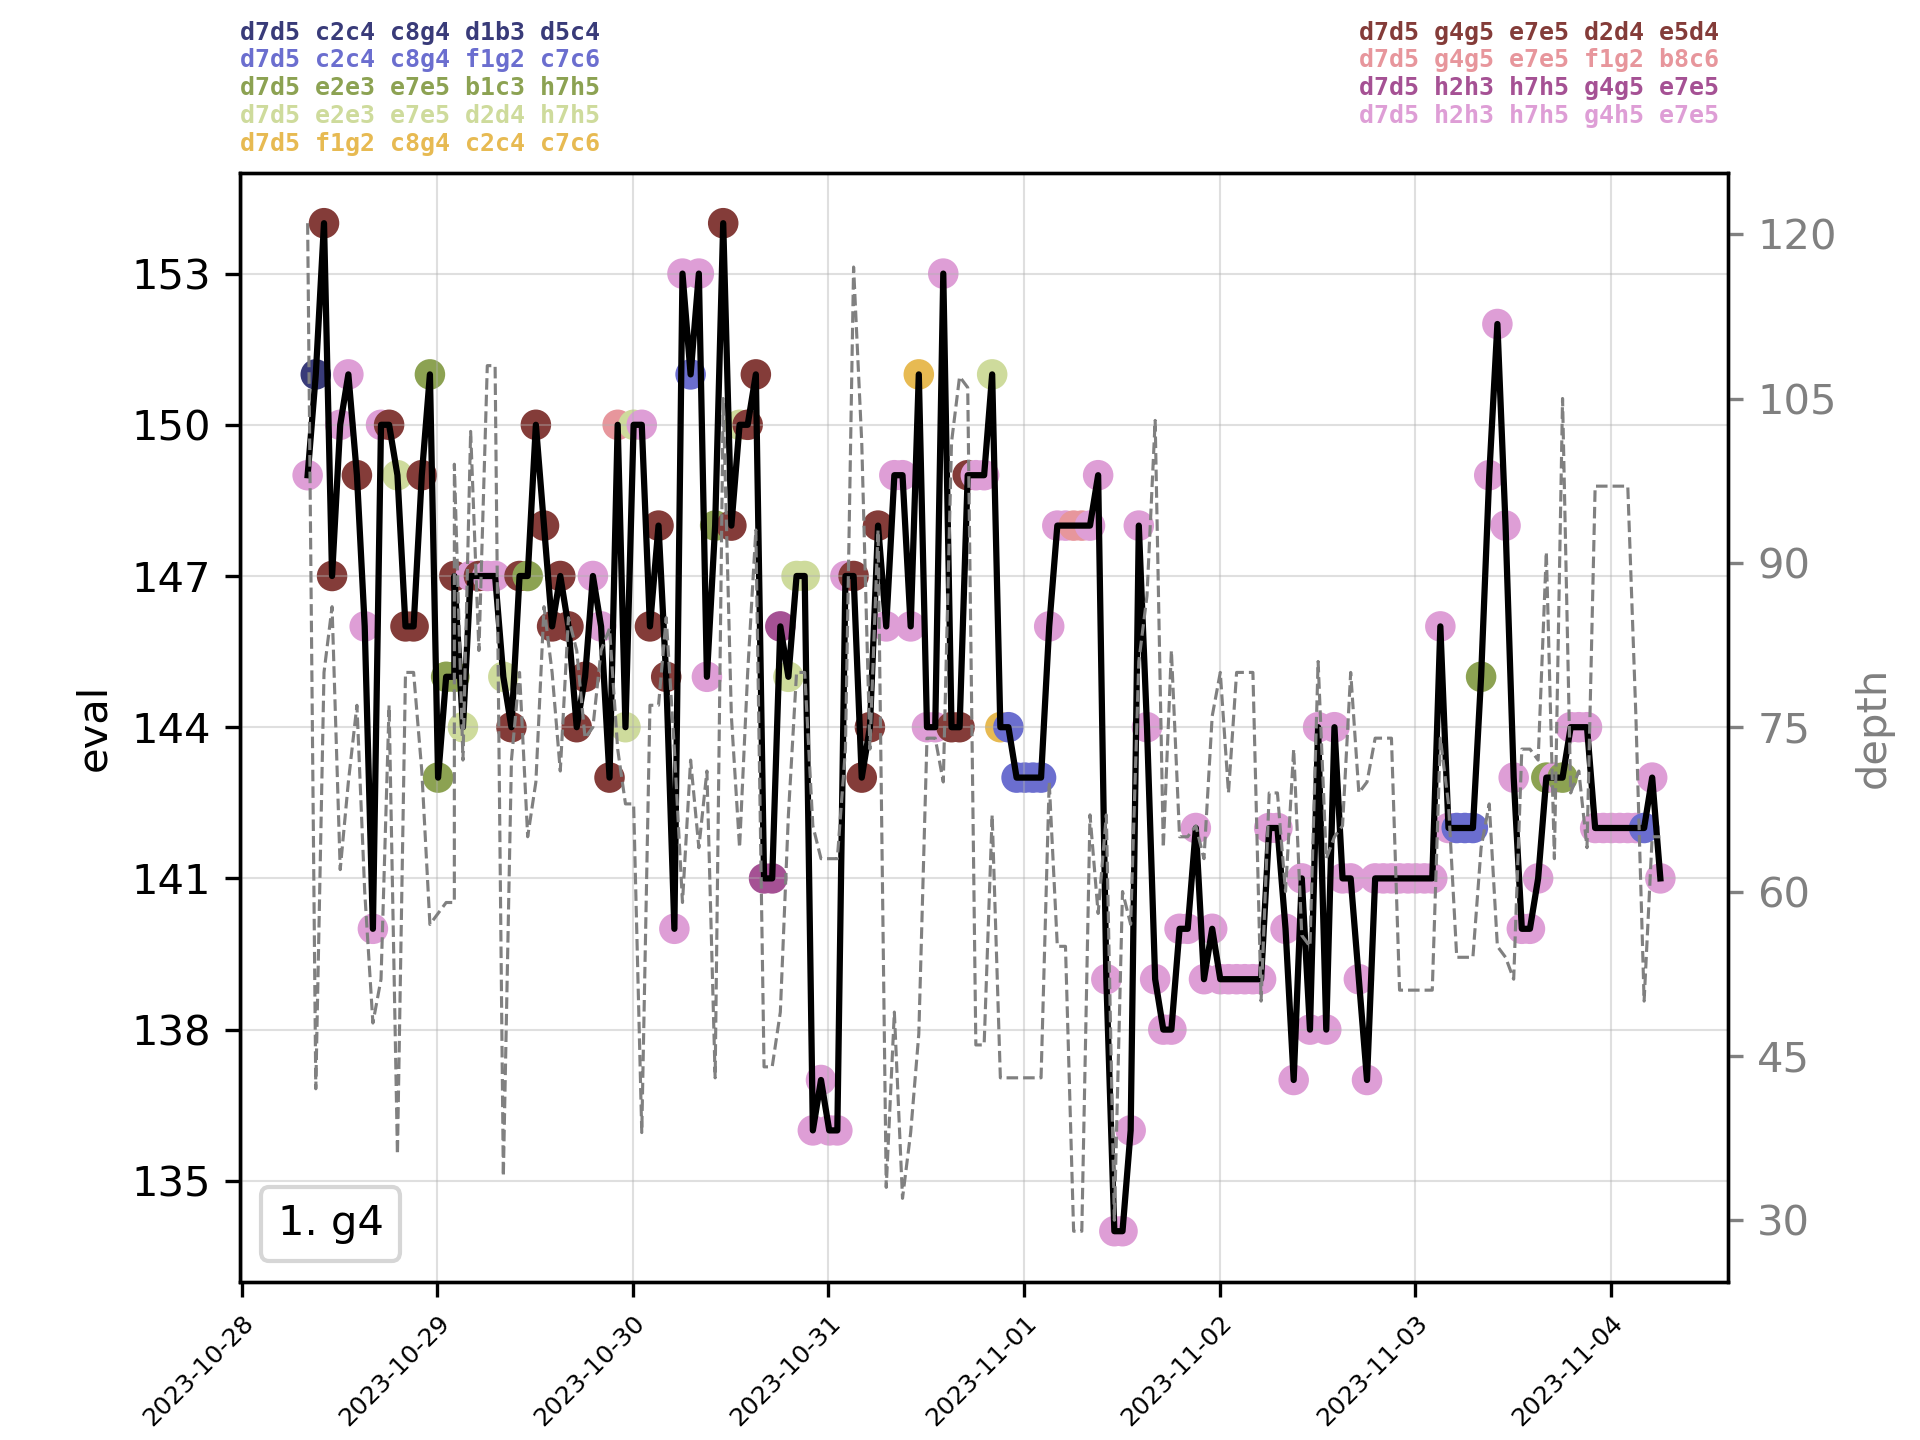 d7d5 c2c4 c8g4 d1b3 d5c4
d7d5 c2c4 c8g4 f1g2 c7c6
d7d5 e2e3 e7e5 b1c3 h7h5
d7d5 e2e3 e7e5 d2d4 h7h5
d7d5 f1g2 c8g4 c2c4 c7c6
d7d5 g4g5 e7e5 d2d4 e5d4
d7d5 g4g5 e7e5 f1g2 b8c6
d7d5 h2h3 h7h5 g4g5 e7e5
d7d5 h2h3 h7h5 g4h5 e7e5
eval
153
150
147
144
141
138
135
1. g4
120
105
90
75
60
45
30
depth
2023-10-28
2023-10-29
2023-10-30
2023-10-31
2023-11-01
2023-11-02
2023-11-03
2023-11-04